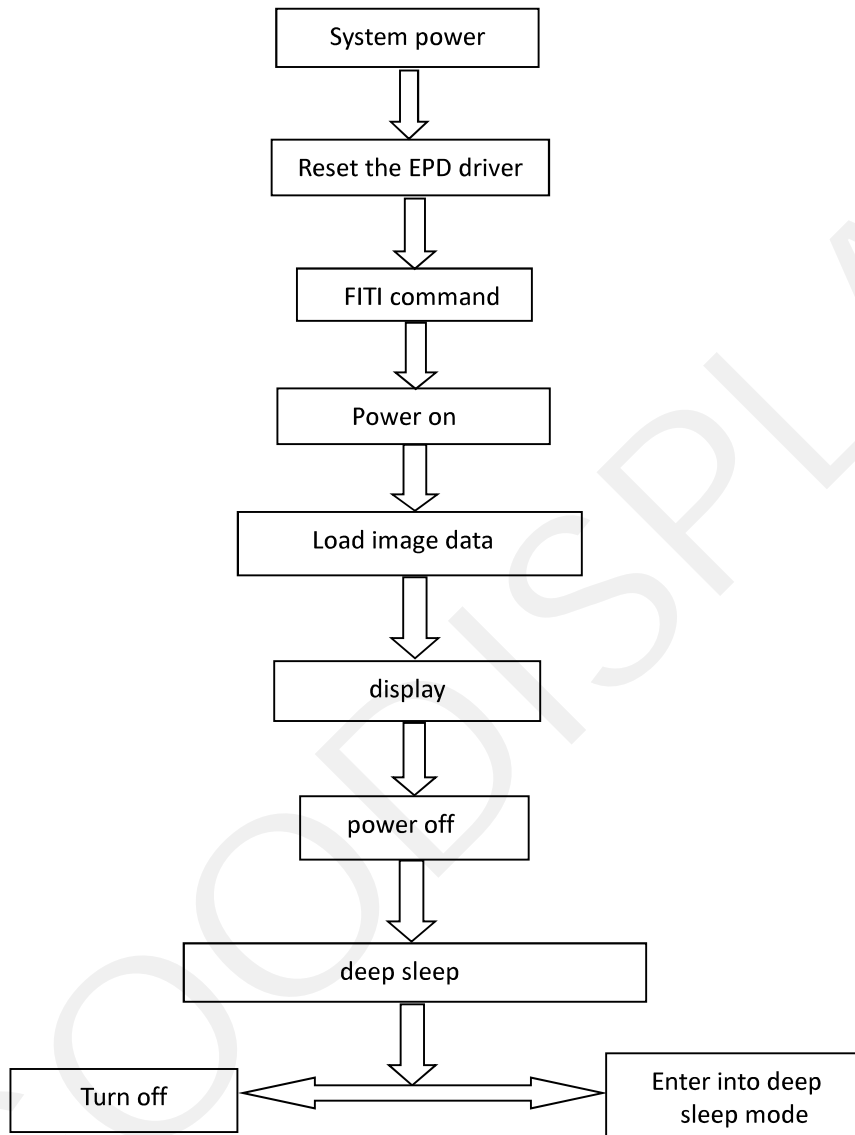 System power
Reset the EPD driver
FITI command
Power on
Load image data
display
power off
deep sleep
Turn off
Enter into deep
sleep mode
OODISPLA